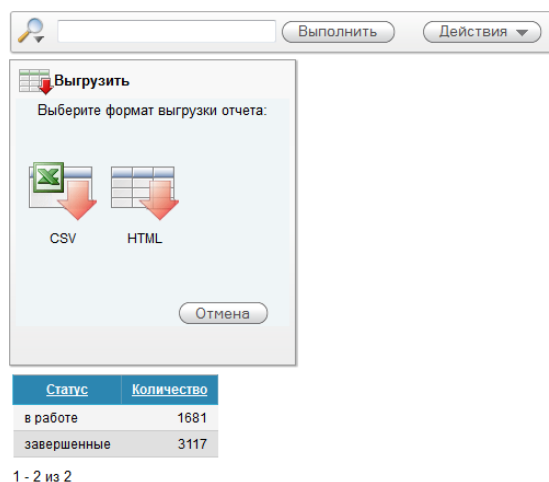 Выполнить Действия
Выгрузить
Выберите формат выгрузки отчета:
CSV HTML
Отмена
Статус Количество
в работе 1681
завершенные 3117
1 - 2 из 2